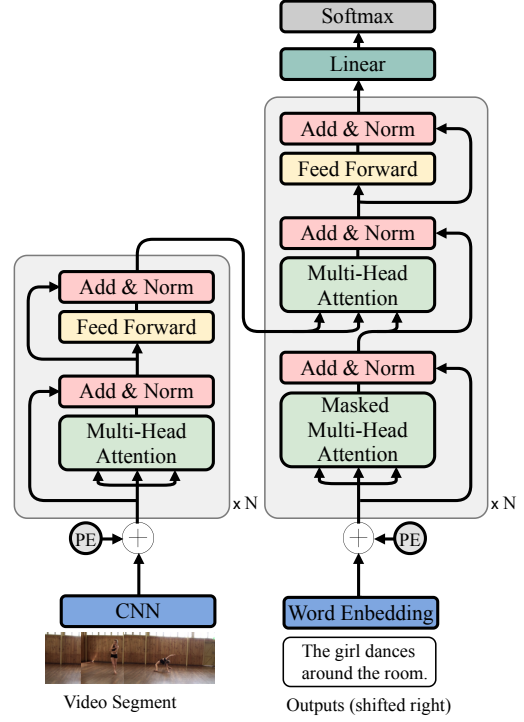 Softmax
Linear
Add & Norm
Feed Forward
Add & Norm
Multi-Head
Attention
Add & Norm
Masked
Multi-Head
Attention
x N
PE
Word Enbedding
The girl dances
around the room.
Outputs (shifted right)
Add & Norm
Feed Forward
Add & Norm
Multi-Head
Attention
x N
PE
CNN
Video Segment